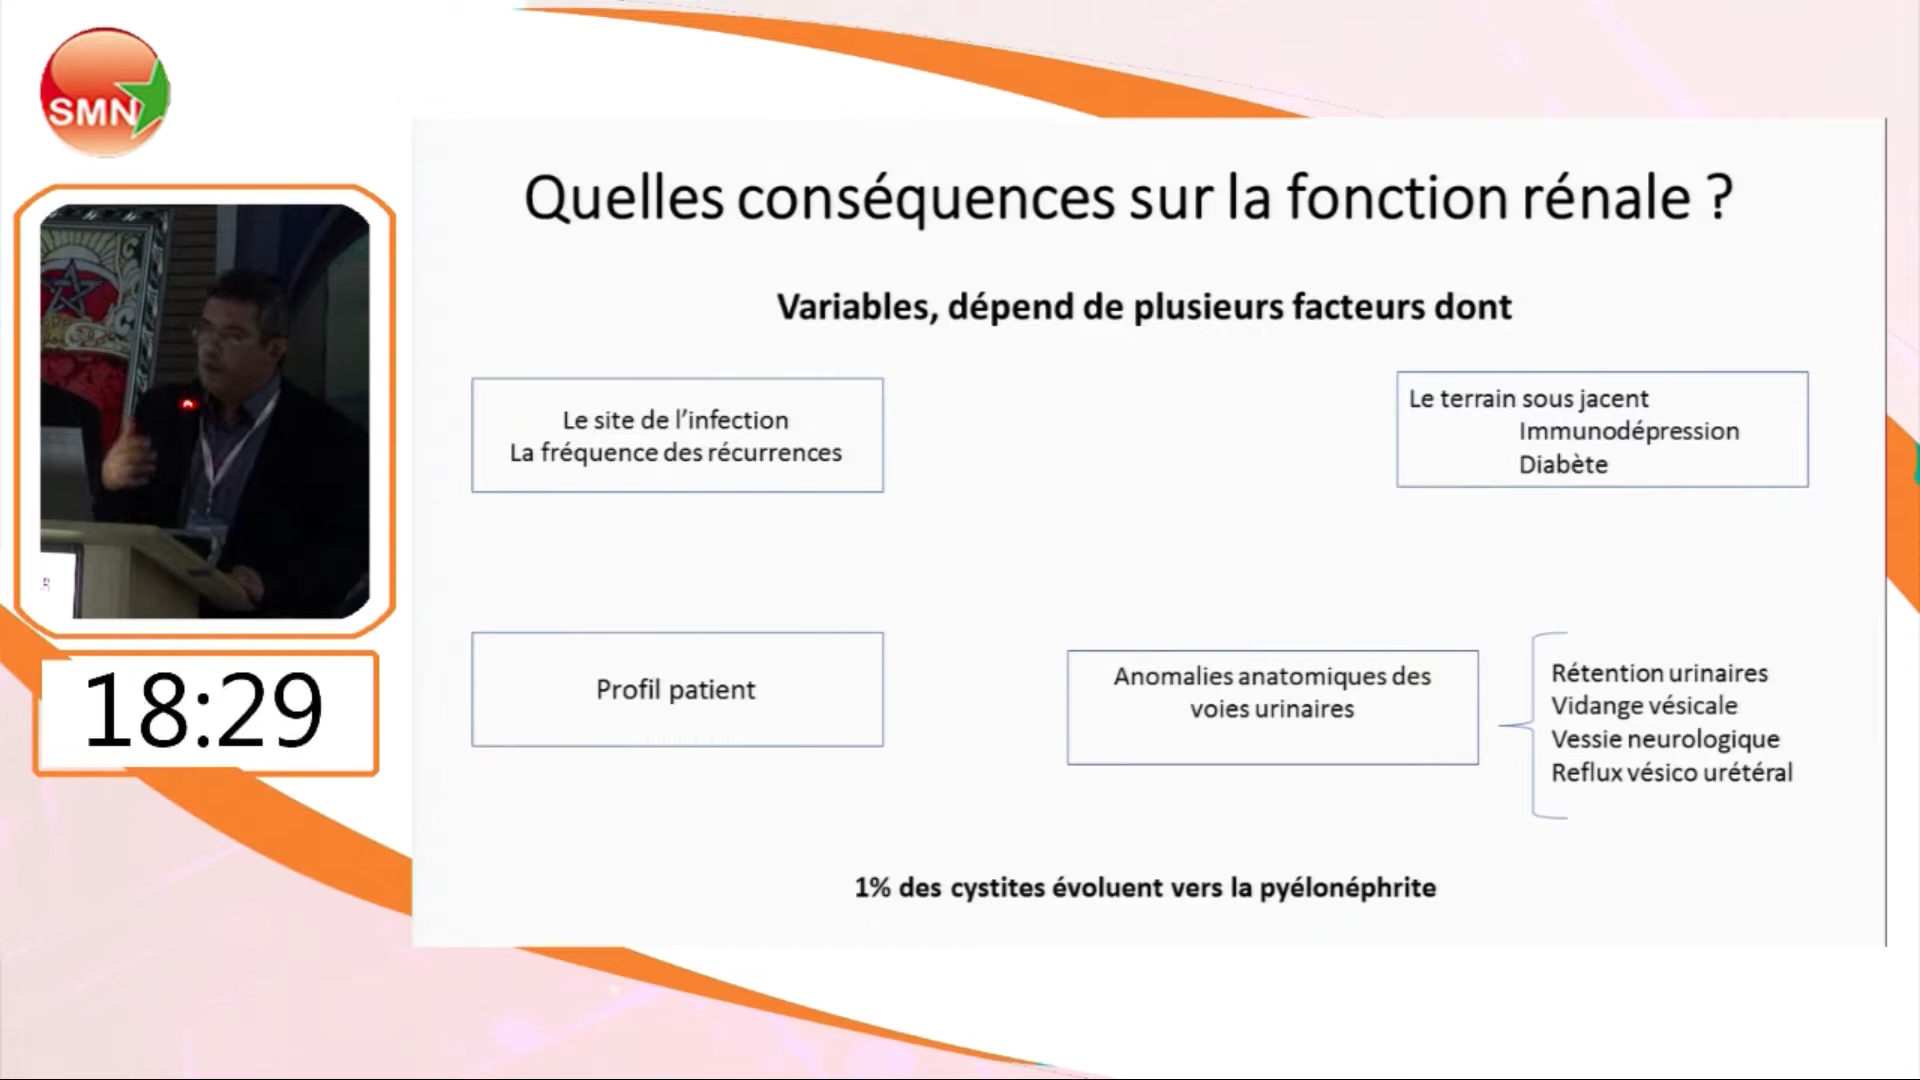 SMN
Quelles conséquences sur la fonction rénale ?
Variables, dépend de plusieurs facteurs dont
Le site de l’infection
La fréquence des récurrences
Le terrain sous jacent
Immunodépression
Diabète
18:29
Profil patient
Anomalies anatomiques des
voies urinaires
Rétention urinaires
Vidange vésicale
Vessie neurologique
Reflux vésico urétéral
1% des cystites évoluent vers la pyélonéphrite